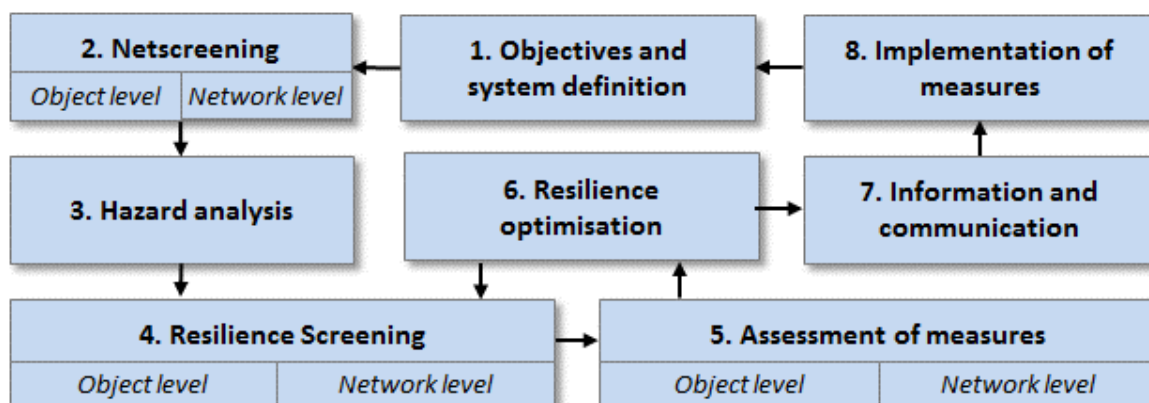 2. Netscreening
Object level
Network level
1. Objectives and
system definition
8. Implementation of
measures
3. Hazard analysis
6. Resilience
optimisation
7. Information and
communication
4. Resilience Screening
Object level
Network level
5. Assessment of measures
Object level
Network level